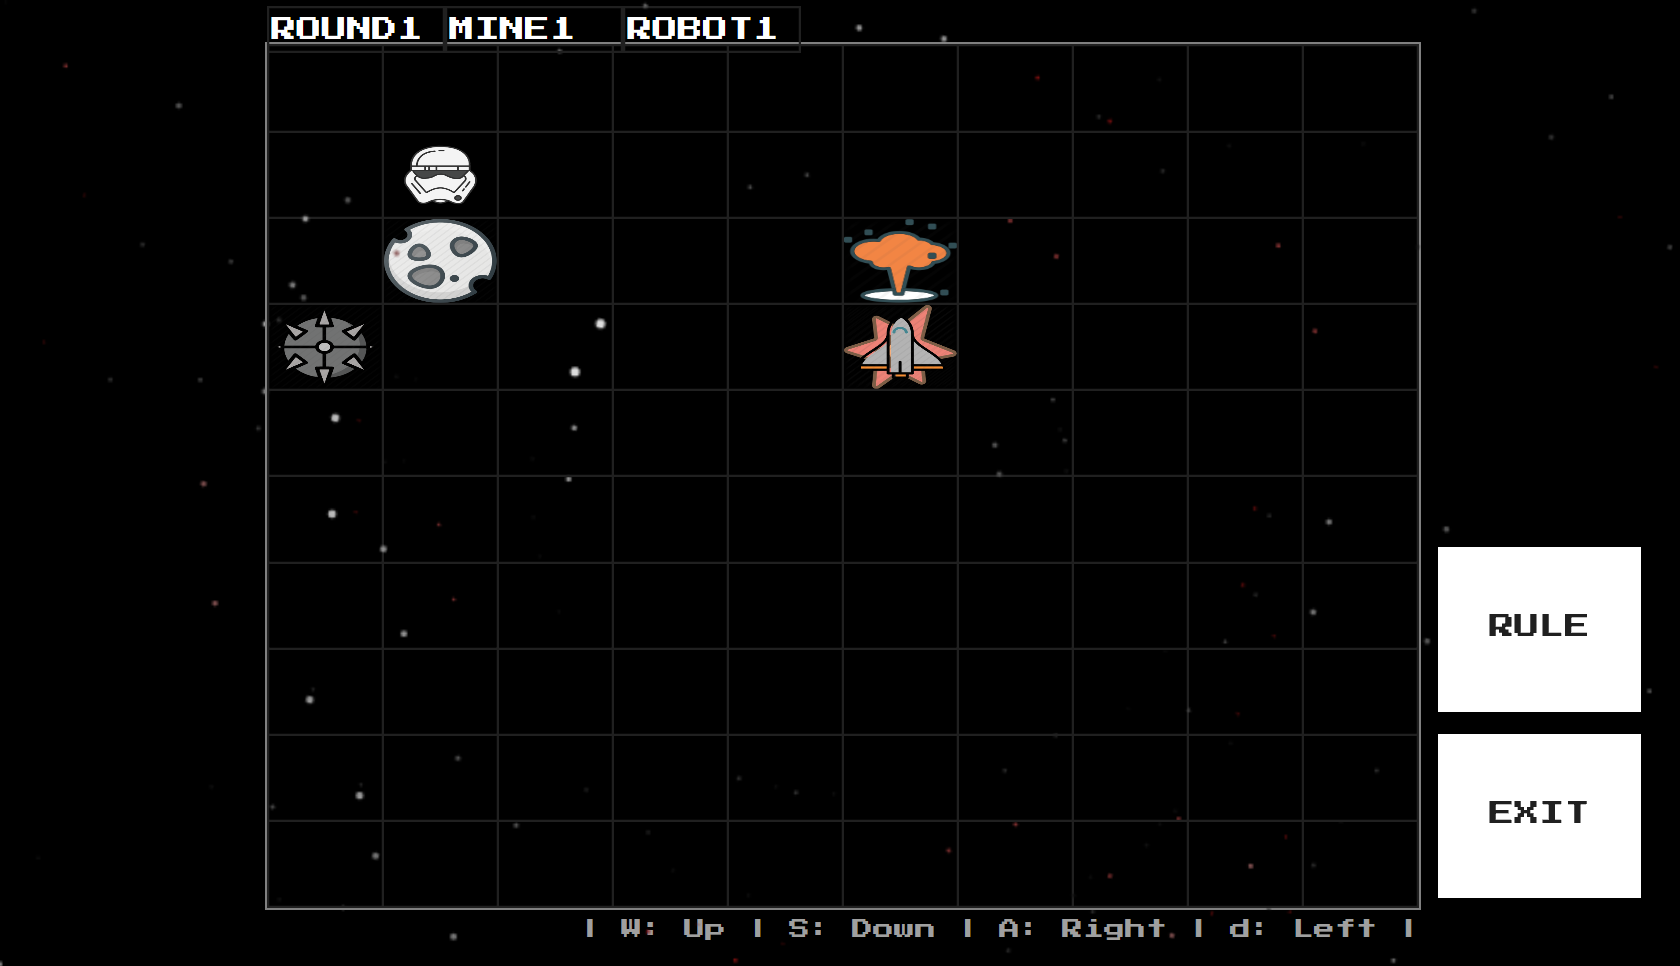 ROUND1 MINE1 ROBOT1
RULE
EXIT
| W: Up | S: Down | A: Right | d: Left |